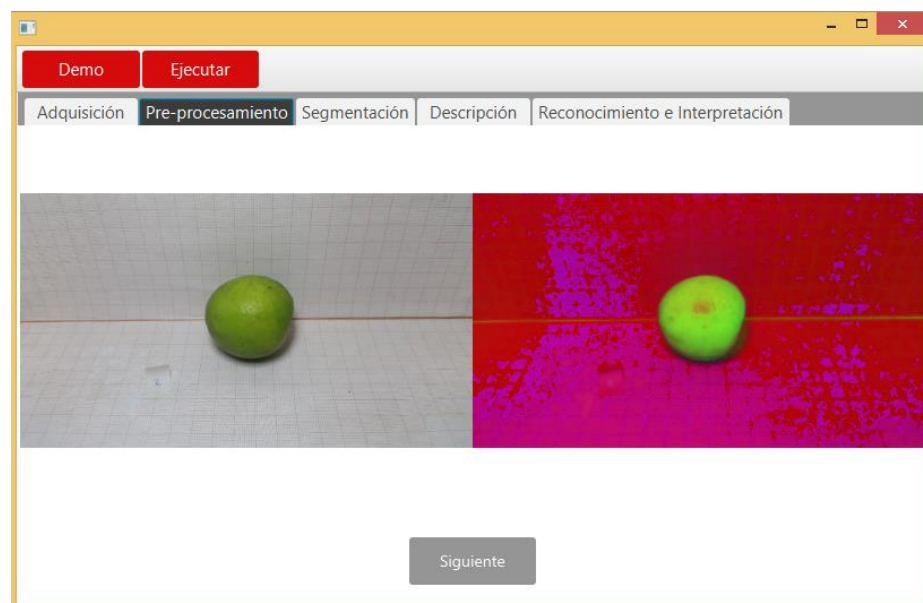 Demo Ejecutar
Adquisición Pre-procesamiento Segmentación Descripción Reconocimiento e Interpretación
Siguiente